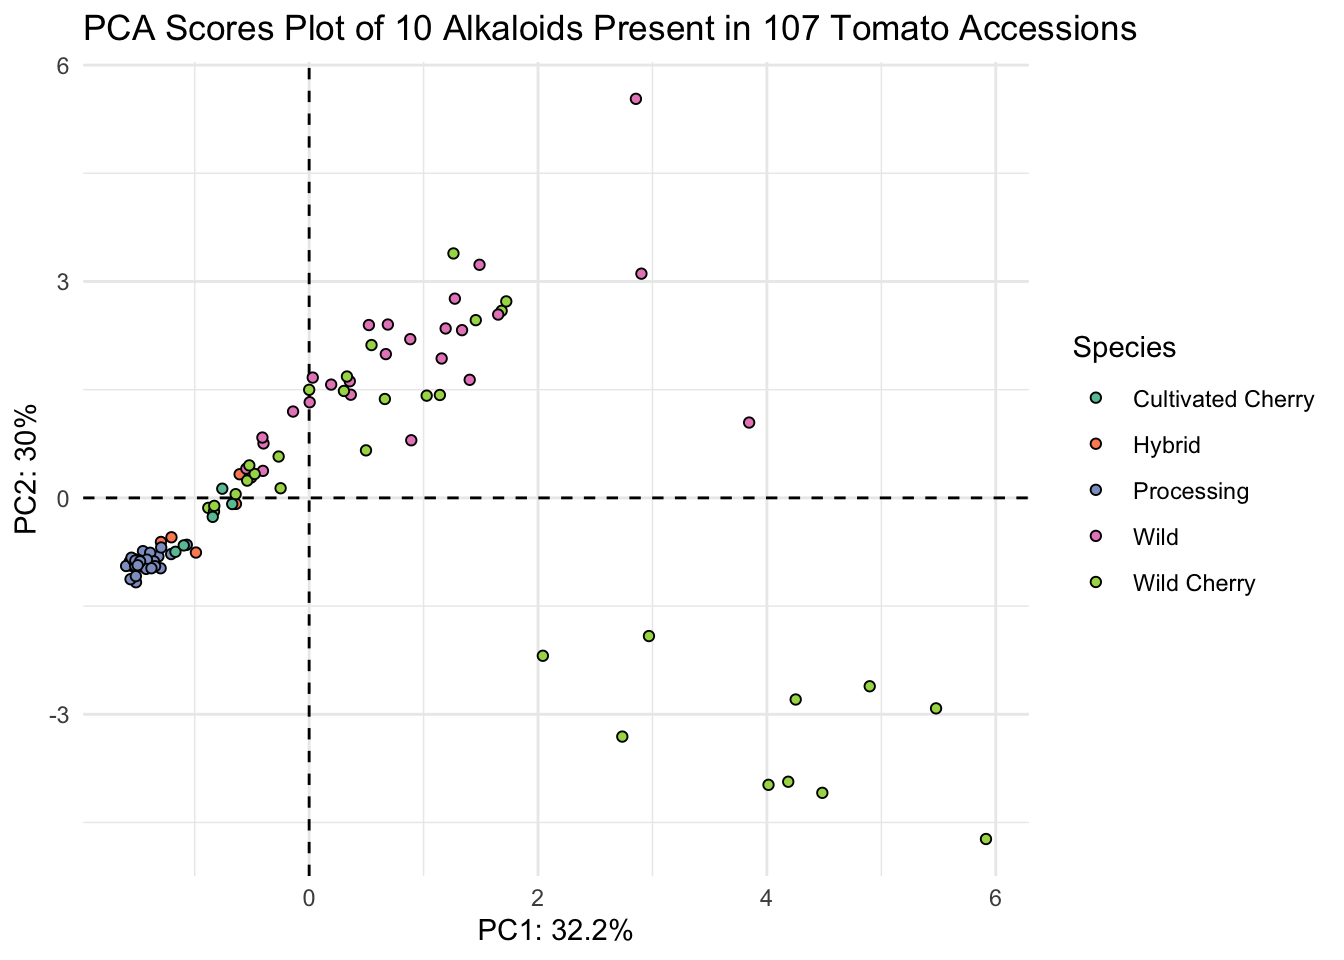 PCA Scores Plot of 10 Alkaloids Present in 107 Tomato Accessions
6
3
0
-3
PC2: 30%
0
2
4
6
PC1: 32.2%
Species
Cultivated Cherry
Hybrid
Processing
Wild
Wild Cherry